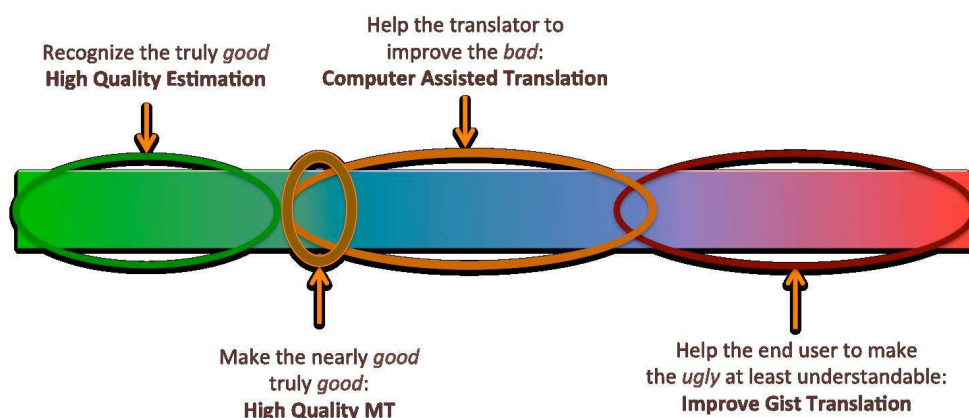 Recognize the truly good
High Quality Estimation
Help the translator to
improve the bad:
Computer Assisted Translation
Make the nearly good
truly good:
High Quality MT
Help the end user to make
the ugly at least understandable:
Improve Gist Translation